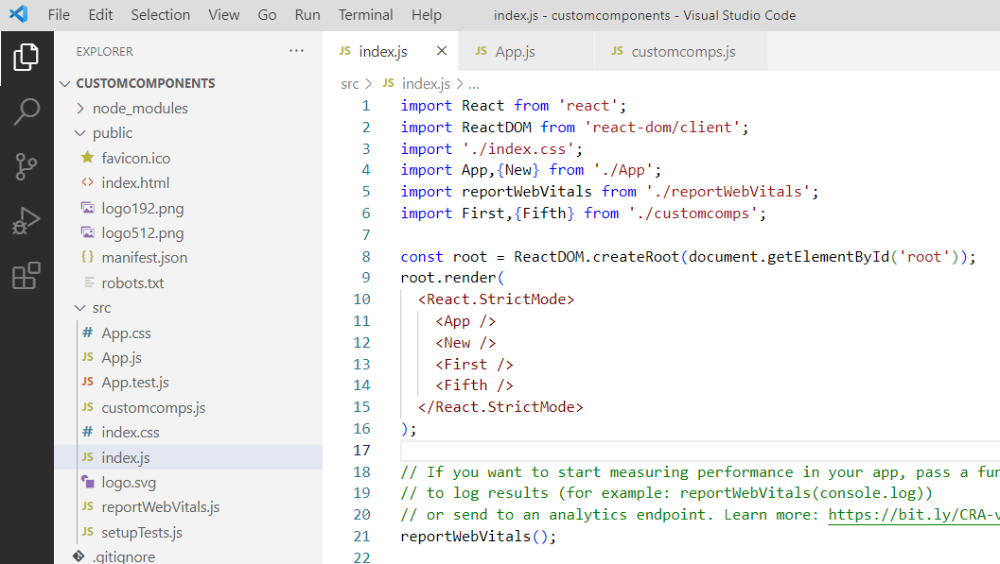 File Edit Selection View Go Run Terminal Help index.js - customcomponents - Visual Studio Code
EXPLORER ...
CUSTOMCOMPONENTS
node_modules
public
favicon.ico
<> index.html
logo192.png
logo512.png
{} manifest.json
robots.txt
src
# App.css
JS App.js
JS App.test.js
JS customcomps.js
# index.css
JS index.js
logo.svg
JS reportWebVitals.js
JS setupTests.js
.gitignore
JS index.js JS App.js JS customcomps.js
src > JS index.js > ...
1 import React from 'react';
2 import ReactDOM from 'react-dom/client';
3 import './index.css';
4 import App,{New} from './App';
5 import reportWebVitals from './reportWebVitals';
6 import First,{Fifth} from './customcomps';
7
8 const root = ReactDOM.createRoot(document.getElementById('root'));
9 root.render(
10 <React.StrictMode>
11 <App />
12 <New />
13 <First />
14 <Fifth />
15 </React.StrictMode>
16 );
17
18 // If you want to start measuring performance in your app, pass a fun
19 // to log results (for example: reportWebVitals(console.log))
20 // or send to an analytics endpoint. Learn more: https://bit.ly/CRA-v
21 reportWebVitals();
22